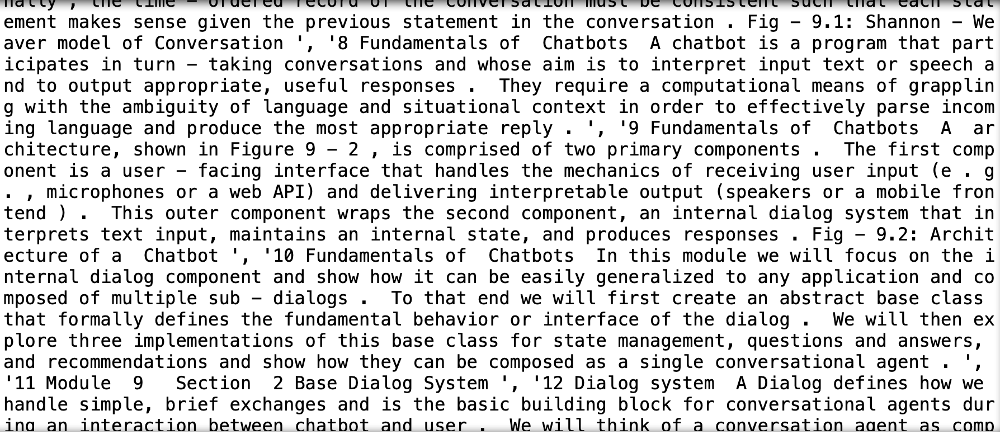 nally , the time – ordered record of the conversation must be consistent such that each stat
ement makes sense given the previous statement in the conversation . Fig – 9.1: Shannon – We
aver model of Conversation ', '8 Fundamentals of  Chatbots  A chatbot is a program that part
icipates in turn – taking conversations and whose aim is to interpret input text or speech a
nd to output appropriate, useful responses .  They require a computational means of grapplin
g with the ambiguity of language and situational context in order to effectively parse incom
ing language and produce the most appropriate reply . ', '9 Fundamentals of  Chatbots  A  ar
chitecture, shown in Figure 9 – 2 , is comprised of two primary components .  The first comp
onent is a user – facing interface that handles the mechanics of receiving user input (e . g
. , microphones or a web API) and delivering interpretable output (speakers or a mobile fron
tend ) .  This outer component wraps the second component, an internal dialog system that in
terprets text input, maintains an internal state, and produces responses . Fig – 9.2: Archit
ecture of a  Chatbot ', '10 Fundamentals of  Chatbots  In this module we will focus on the i
nternal dialog component and show how it can be easily generalized to any application and co
mposed of multiple sub – dialogs .  To that end we will first create an abstract base class
that formally defines the fundamental behavior or interface of the dialog .  We will then ex
plore three implementations of this base class for state management, questions and answers,
and recommendations and show how they can be composed as a single conversational agent . ',
'11 Module  9   Section  2 Base Dialog System ', '12 Dialog system  A Dialog defines how we
handle simple, brief exchanges and is the basic building block for conversational agents dur
ing an interaction between chatbot and user .  We will think of a conversation agent as comp